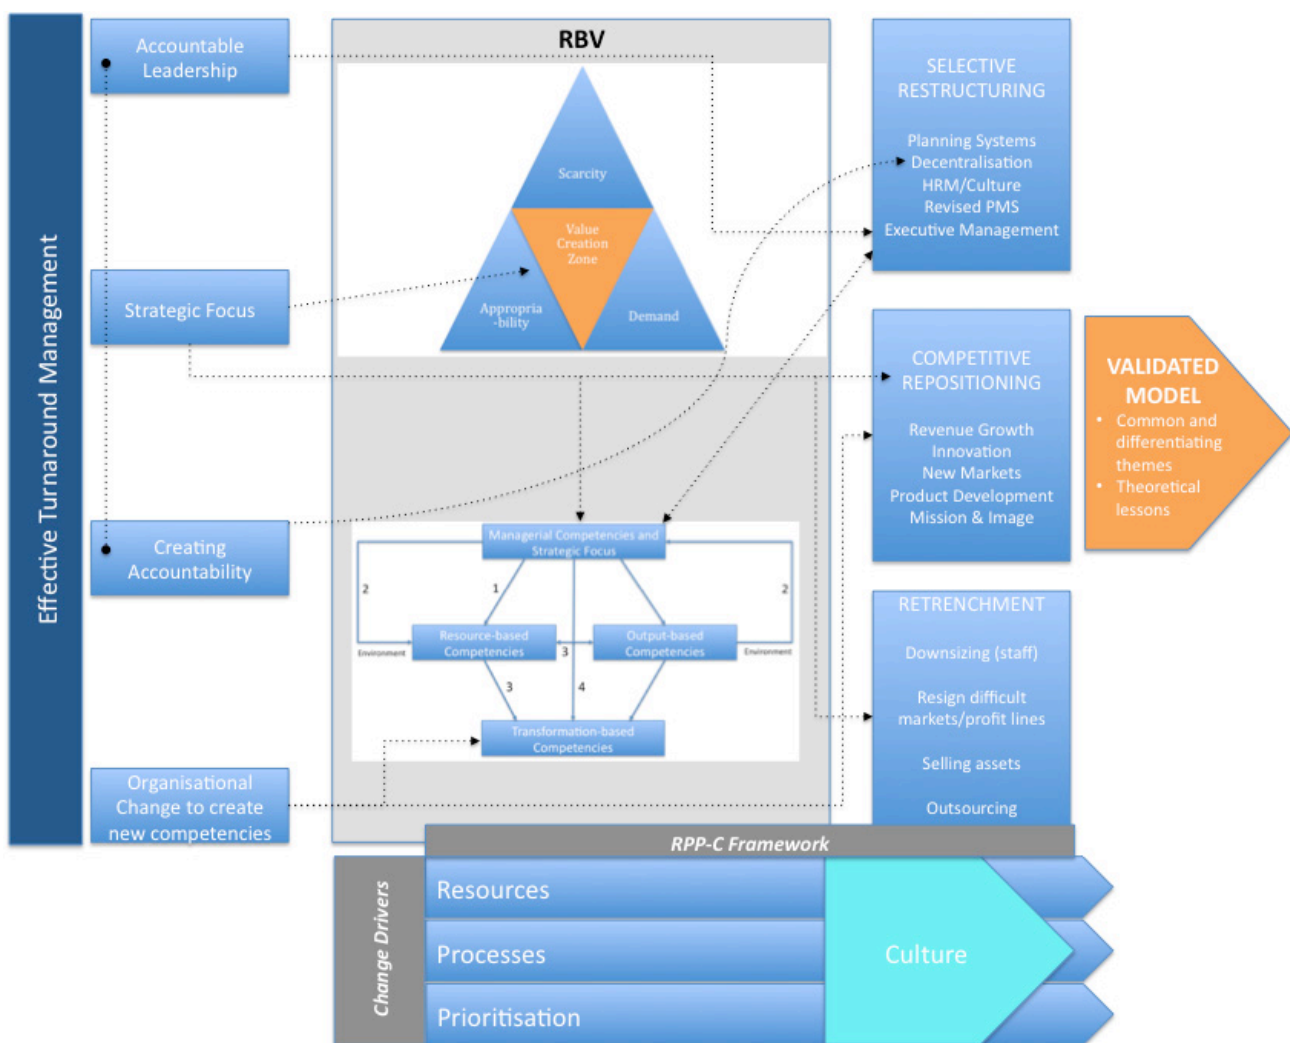 Effective Turnaround Management
Accountable
Leadership
Strategic Focus
Creating
Accountability
Organisational
Change to create
new competencies
RBV
Scarcity
Value
Creation
Zone
Appropria
-bility
Demand
Managerial Competencies and
Strategic Focus
2
1
2
Resource-based
Competencies
Output-based
Competencies
Environment
3
Environment
3
4
Transformation-based
Competencies
SELECTIVE
RESTRUCTURING
Planning Systems
Decentralisation
HRM/Culture
Revised PMS
Executive Management
COMPETITIVE
REPOSITIONING
Revenue Growth
Innovation
New Markets
Product Development
Mission & Image
RETRENCHMENT
Downsizing (staff)
Resign difficult
markets/profit lines
Selling assets
Outsourcing
VALIDATED
MODEL
• Common and
differentiating
themes
• Theoretical
lessons
RPP-C Framework
Change Drivers
Resources
Processes
Prioritisation
Culture